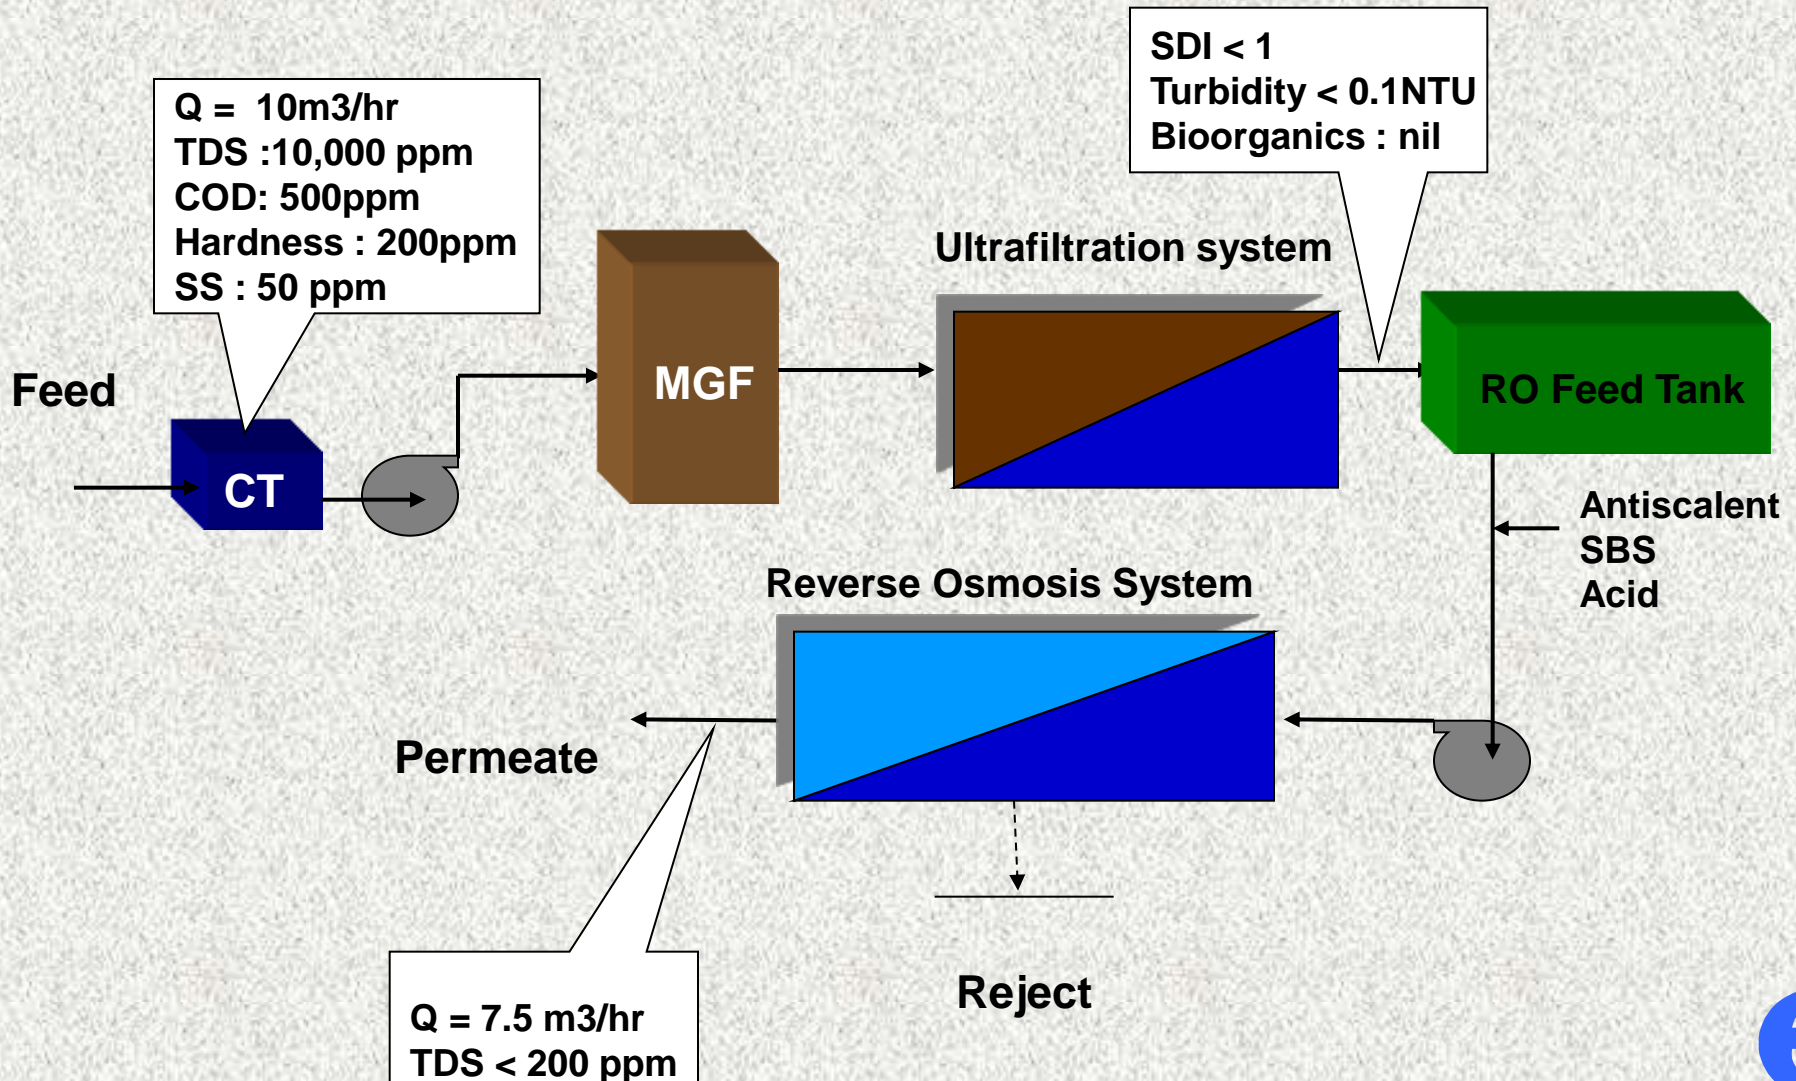 SDI < 1
Turbidity < 0.1NTU
Bioorganics : nil
Q =  10m3/hr
TDS :10,000 ppm
COD: 500ppm
Hardness : 200ppm
SS : 50 ppm
Ultrafiltration system
Feed
MGF
RO Feed Tank
CT
Antiscalent
SBS
Acid
Reverse Osmosis System
Permeate
Reject
Q = 7.5 m3/hr
TDS < 200 ppm